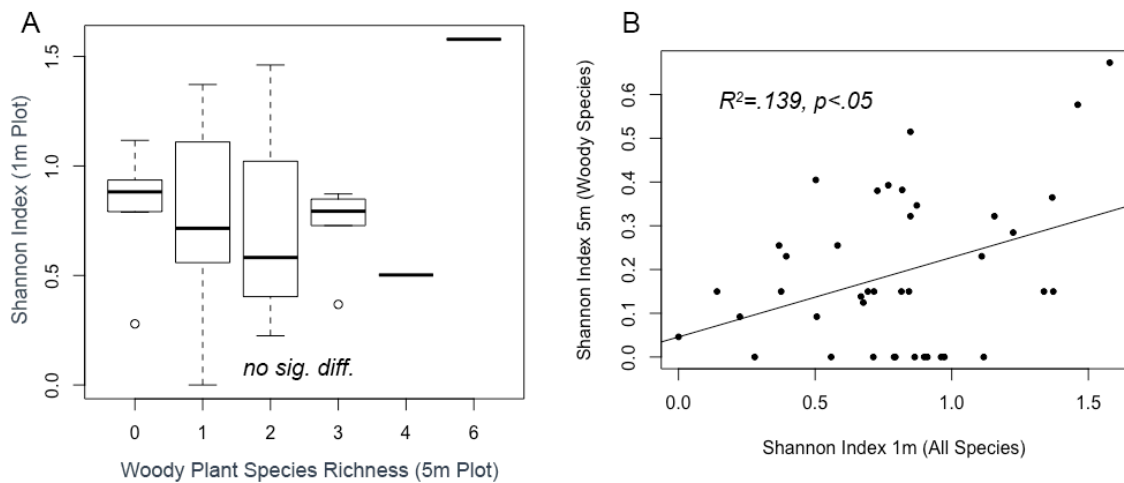 A
Shannon Index (1m Plot)
1.5
1.0
0.5
0.0
no sig. diff.
0 1 2 3 4 6
Woody Plant Species Richness (5m Plot)
B
Shannon Index 5m (Woody Species)
0.6
0.5
0.4
0.3
0.2
0.1
0.0
R²=.139, p<.05
0.0 0.5 1.0 1.5
Shannon Index 1m (All Species)